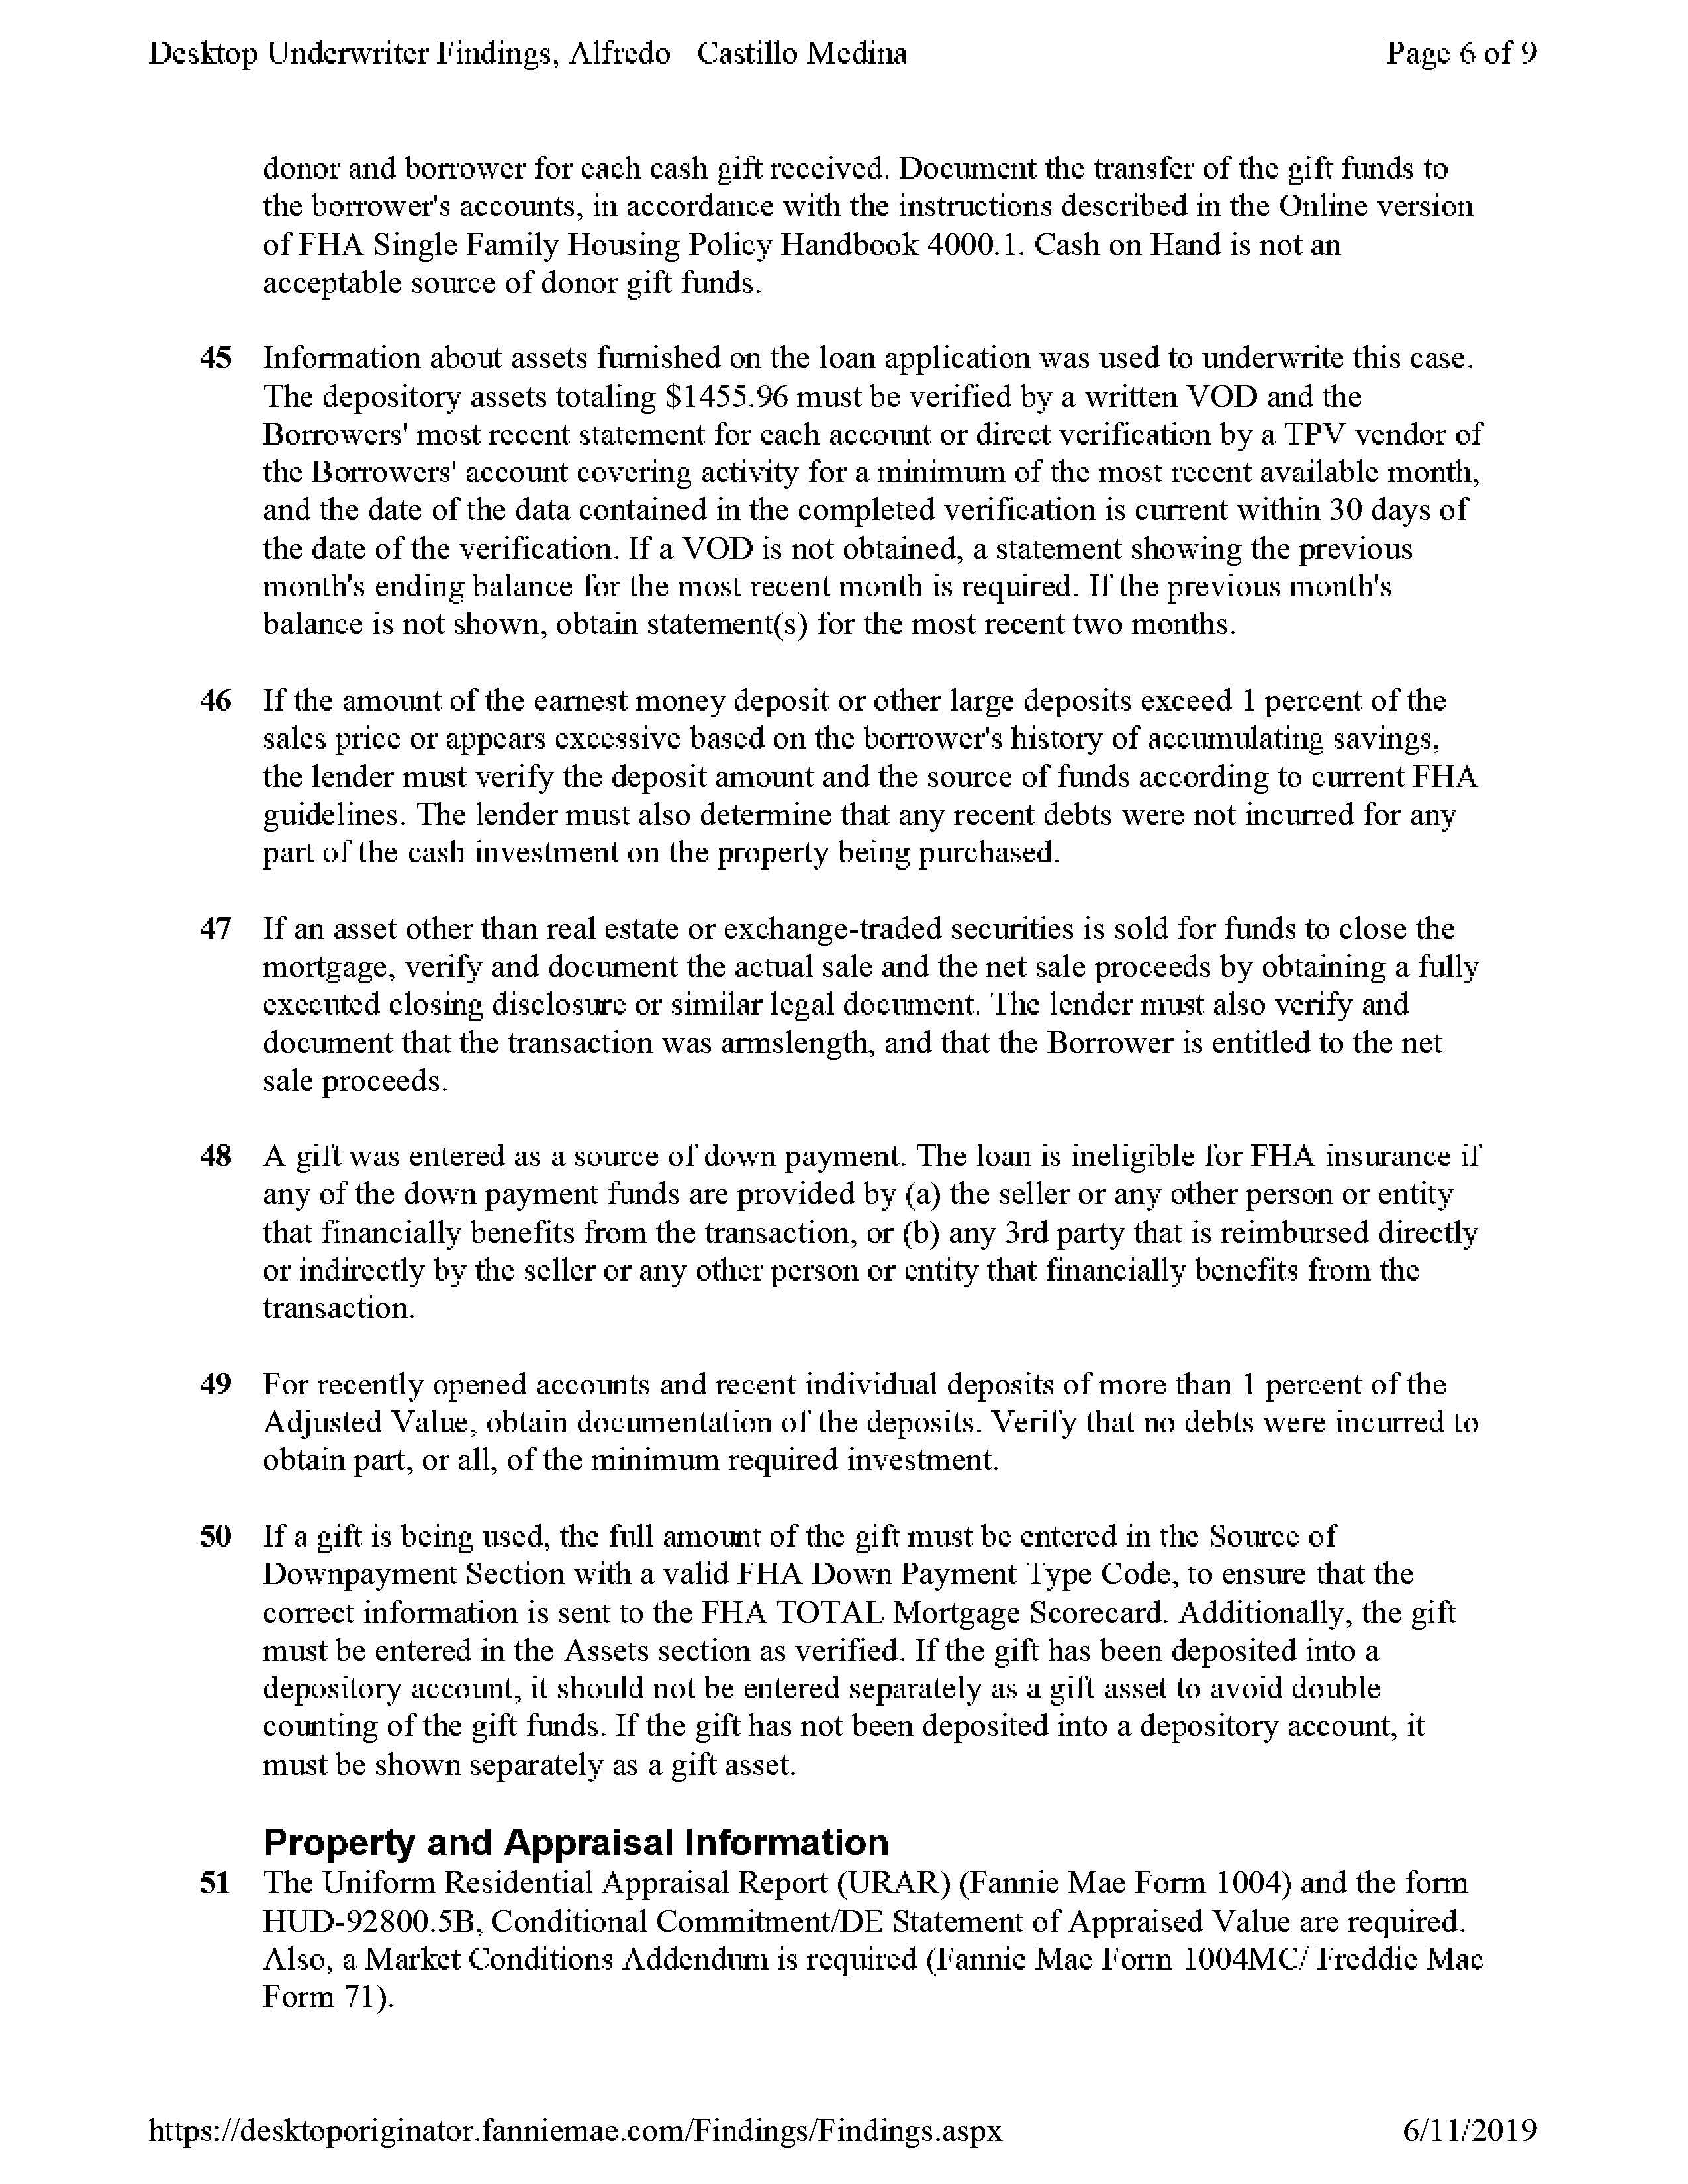 Desktop Underwriter Findings, Alfredo Castillo Medina Page 6 of 9
donor and borrower for each cash gift received. Document the transfer of the gift funds to
the borrower's accounts, in accordance with the instructions described in the Online version
of FHA Single Family Housing Policy Handbook 4000.1. Cash on Hand is not an
acceptable source of donor gift funds.
45 Information about assets furnished on the loan application was used to underwrite this case.
The depository assets totaling $1455.96 must be verified by a written VOD and the
Borrowers' most recent statement for each account or direct verification by a TPV vendor of
the Borrowers' account covering activity for a minimum of the most recent available month,
and the date of the data contained in the completed verification is current within 30 days of
the date of the verification. If a VOD is not obtained, a statement showing the previous
month's ending balance for the most recent month is required. If the previous month's
balance is not shown, obtain statement(s) for the most recent two months.
46 If the amount of the earnest money deposit or other large deposits exceed 1 percent of the
sales price or appears excessive based on the borrower's history of accumulating savings,
the lender must verify the deposit amount and the source of funds according to current FHA
guidelines. The lender must also determine that any recent debts were not incurred for any
part of the cash investment on the property being purchased.
47 If an asset other than real estate or exchange-traded securities is sold for funds to close the
mortgage, verify and document the actual sale and the net sale proceeds by obtaining a fully
executed closing disclosure or similar legal document. The lender must also verify and
document that the transaction was armslength, and that the Borrower is entitled to the net
sale proceeds.
48 A gift was entered as a source of down payment. The loan is ineligible for FHA insurance if
any of the down payment funds are provided by (a) the seller or any other person or entity
that financially benefits from the transaction, or (b) any 3rd party that is reimbursed directly
or indirectly by the seller or any other person or entity that financially benefits from the
transaction.
49 For recently opened accounts and recent individual deposits of more than 1 percent of the
Adjusted Value, obtain documentation of the deposits. Verify that no debts were incurred to
obtain part, or all, of the minimum required investment.
50 If a gift is being used, the full amount of the gift must be entered in the Source of
Downpayment Section with a valid FHA Down Payment Type Code, to ensure that the
correct information is sent to the FHA TOTAL Mortgage Scorecard. Additionally, the gift
must be entered in the Assets section as verified. If the gift has been deposited into a
depository account, it should not be entered separately as a gift asset to avoid double
counting of the gift funds. If the gift has not been deposited into a depository account, it
must be shown separately as a gift asset.
Property and Appraisal Information
51 The Uniform Residential Appraisal Report (URAR) (Fannie Mae Form 1004) and the form
HUD-92800.5B, Conditional Commitment/DE Statement of Appraised Value are required.
Also, a Market Conditions Addendum is required (Fannie Mae Form 1004MC/ Freddie Mac
Form 71).
https://desktoporiginator.fanniemae.com/Findings/Findings.aspx 6/11/2019